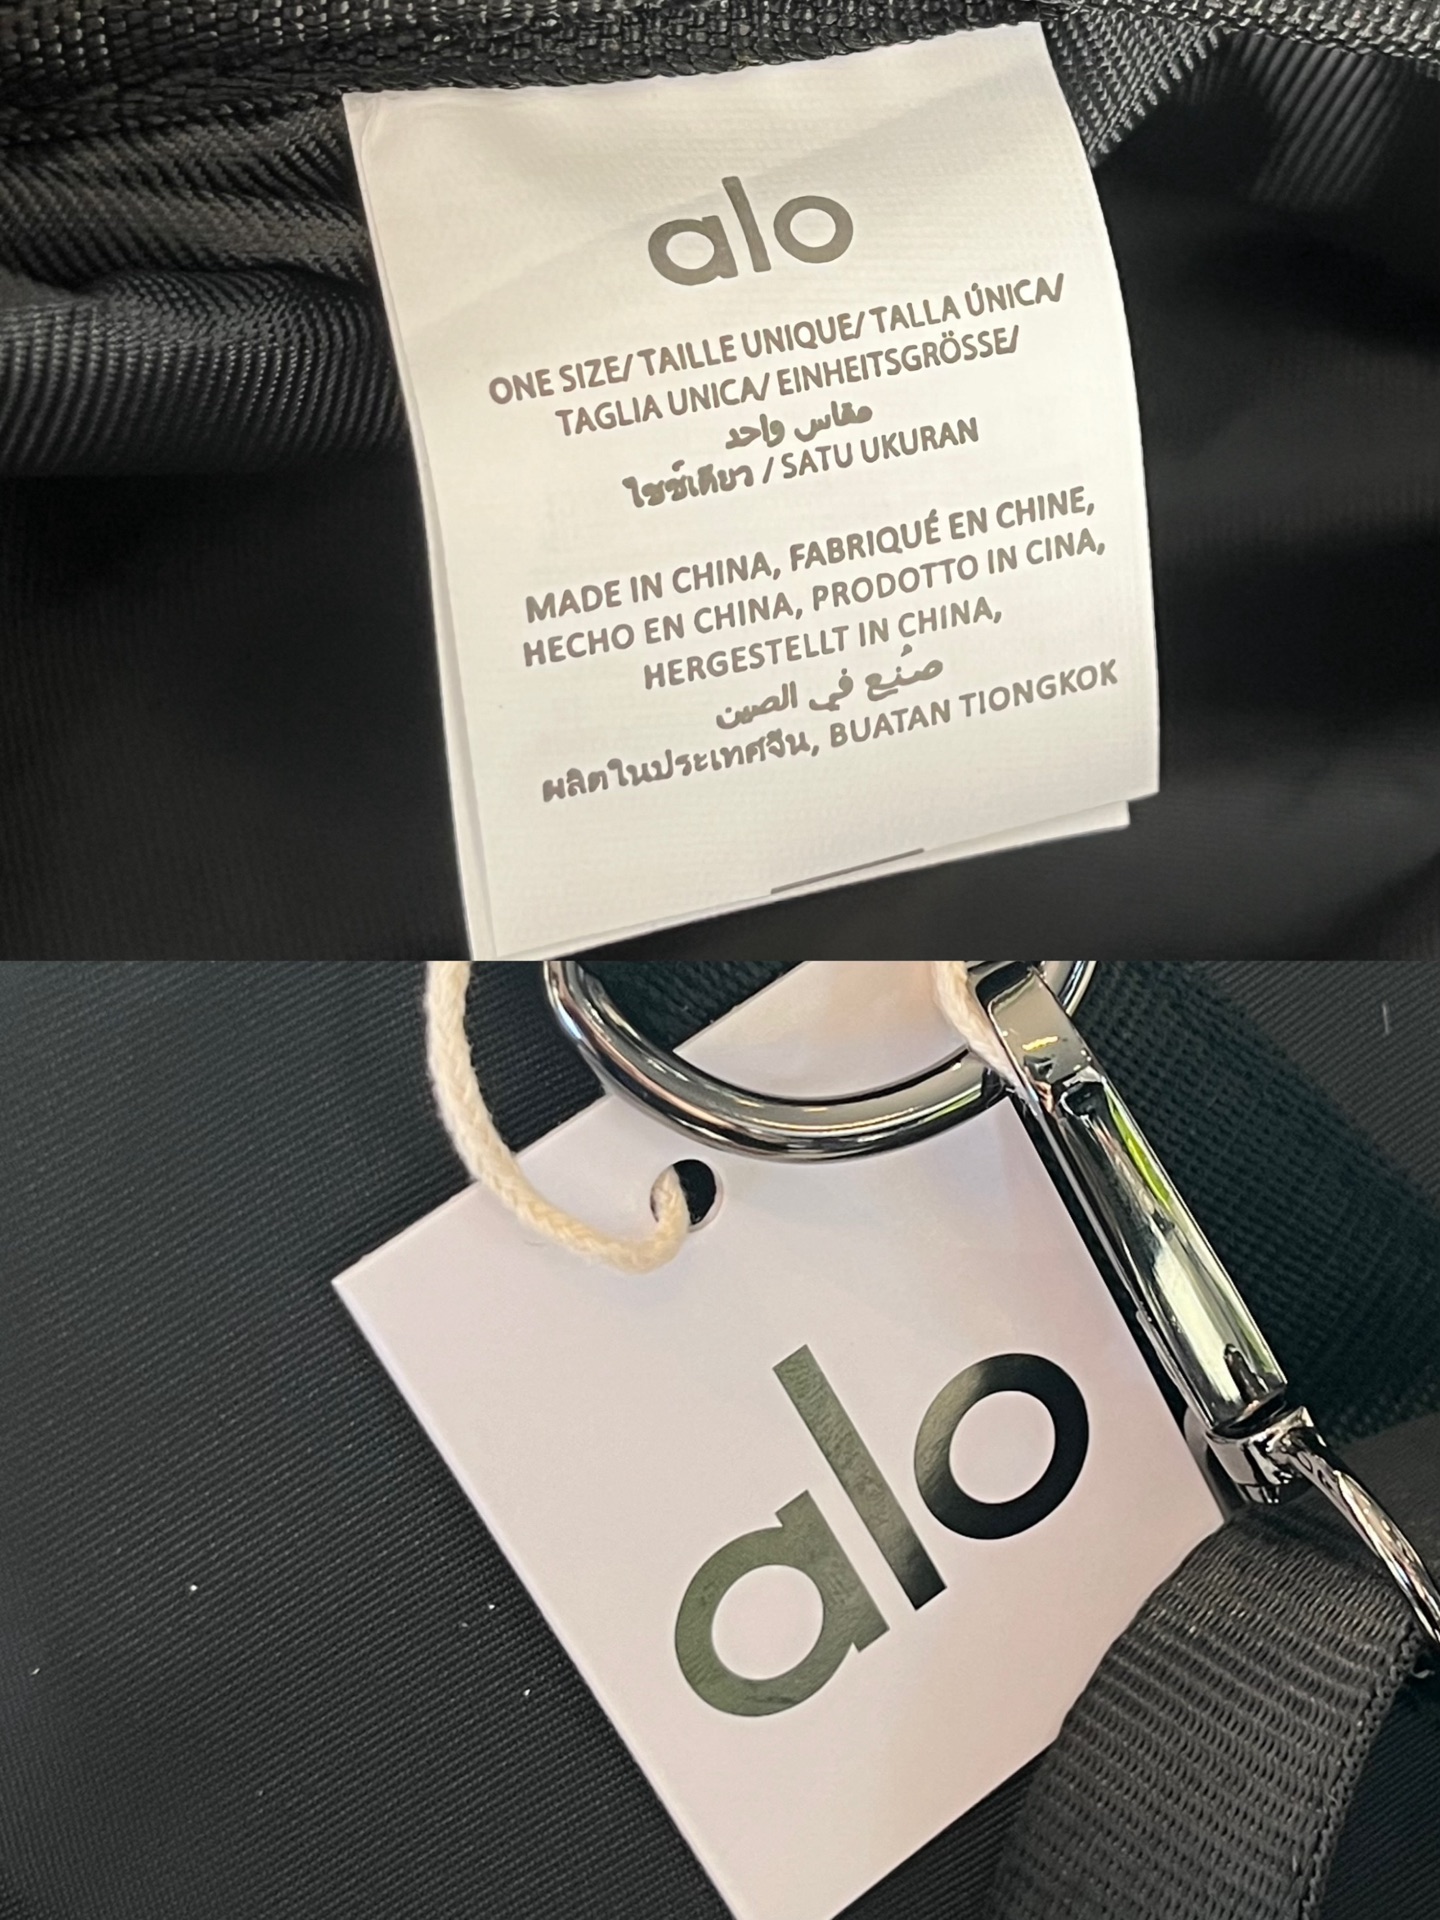 alo
ONE SIZE/ TAILLE UNIQUE/ TALLA ÚNICA/
TAGLIA UNICA/ EINHEITSGRÖSSE/
مقاس واحد
ไซซ์เดียว / SATU UKURAN
MADE IN CHINA, FABRIQUÉ EN CHINE,
HECHO EN CHINA, PRODOTTO IN CINA,
HERGESTELLT IN CHINA,
صُنِع في الصين
ผลิตในประเทศจีน, BUATAN TIONGKOK
alo